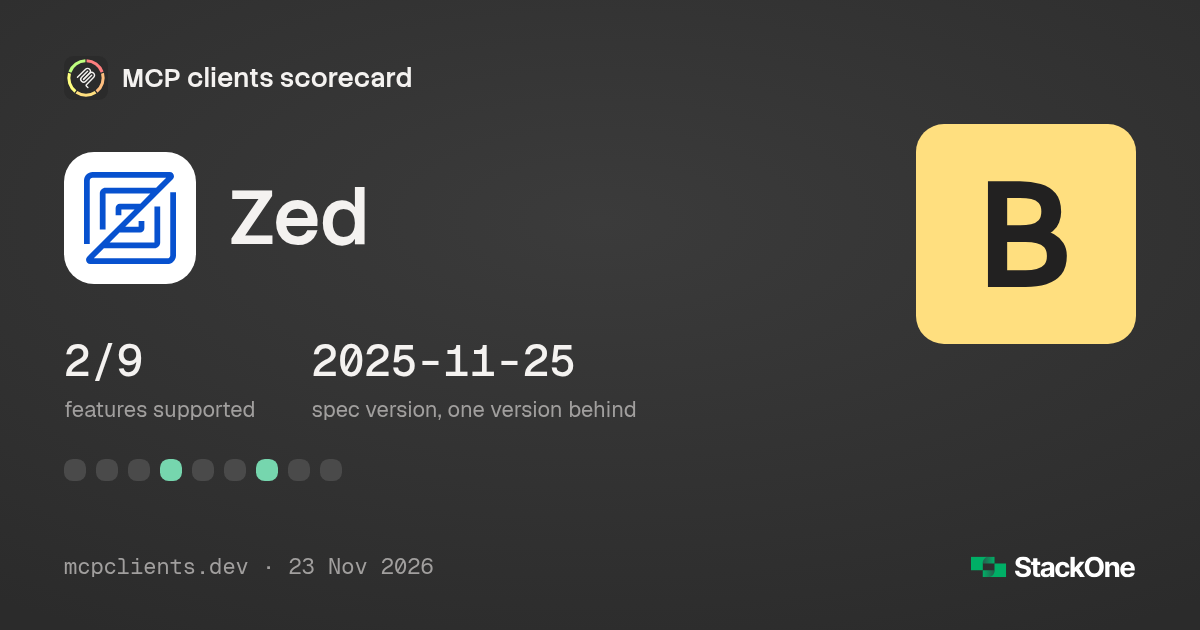 MCP clients scorecard
Zed
B
2/9
features supported
2025-11-25
spec version, one version behind
mcpclients.dev · 23 Nov 2026
StackOne